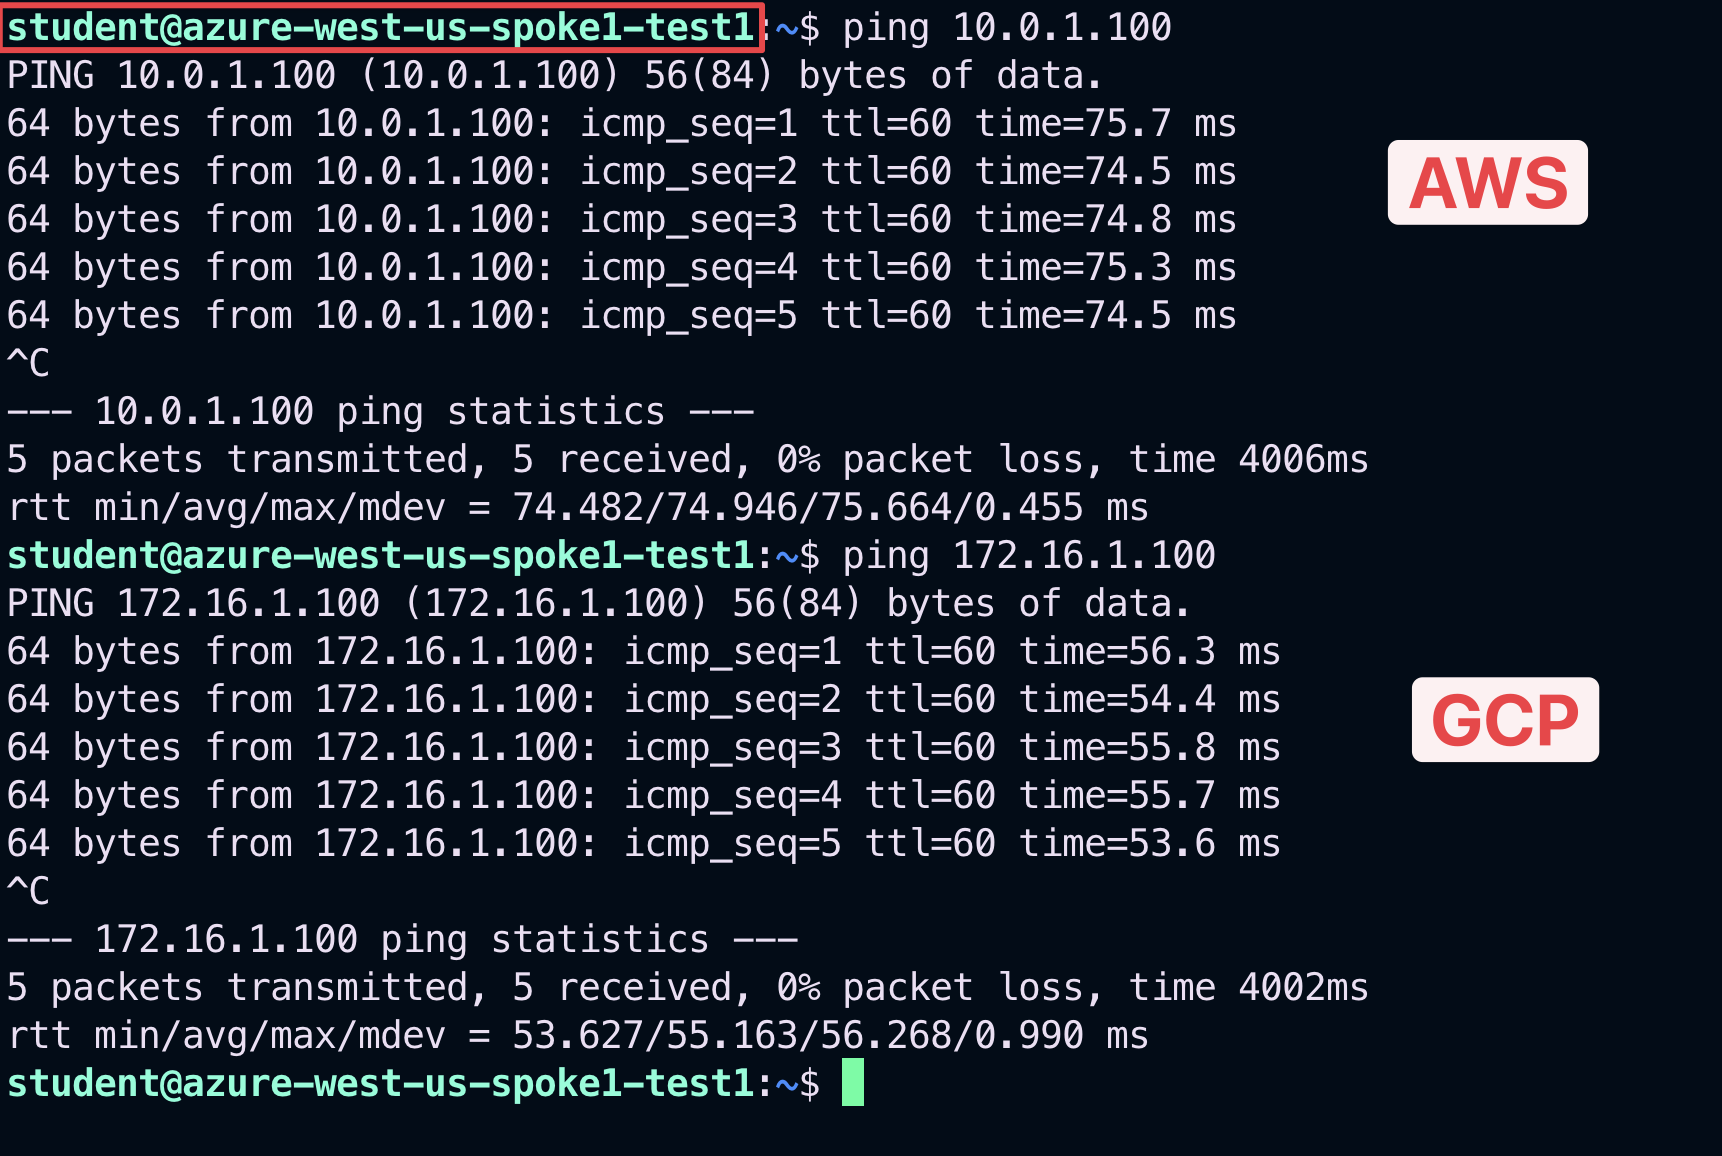 student@azure-west-us-spoke1-test1:~$ ping 10.0.1.100
PING 10.0.1.100 (10.0.1.100) 56(84) bytes of data.
64 bytes from 10.0.1.100: icmp_seq=1 ttl=60 time=75.7 ms
64 bytes from 10.0.1.100: icmp_seq=2 ttl=60 time=74.5 ms
AWS
64 bytes from 10.0.1.100: icmp_seq=3 ttl=60 time=74.8 ms
64 bytes from 10.0.1.100: icmp_seq=4 ttl=60 time=75.3 ms
64 bytes from 10.0.1.100: icmp_seq=5 ttl=60 time=74.5 ms
^C
--- 10.0.1.100 ping statistics ---
5 packets transmitted, 5 received, 0% packet loss, time 4006ms
rtt min/avg/max/mdev = 74.482/74.946/75.664/0.455 ms
student@azure-west-us-spoke1-test1:~$ ping 172.16.1.100
PING 172.16.1.100 (172.16.1.100) 56(84) bytes of data.
64 bytes from 172.16.1.100: icmp_seq=1 ttl=60 time=56.3 ms
64 bytes from 172.16.1.100: icmp_seq=2 ttl=60 time=54.4 ms
GCP
64 bytes from 172.16.1.100: icmp_seq=3 ttl=60 time=55.8 ms
64 bytes from 172.16.1.100: icmp_seq=4 ttl=60 time=55.7 ms
64 bytes from 172.16.1.100: icmp_seq=5 ttl=60 time=53.6 ms
^C
--- 172.16.1.100 ping statistics ---
5 packets transmitted, 5 received, 0% packet loss, time 4002ms
rtt min/avg/max/mdev = 53.627/55.163/56.268/0.990 ms
student@azure-west-us-spoke1-test1:~$